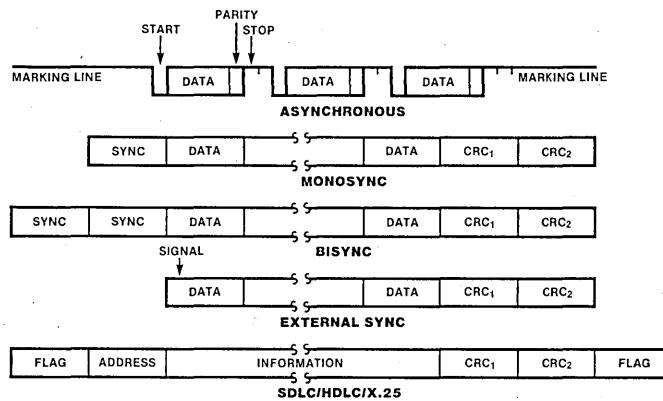 PARITY
START STOP
MARKING LINE DATA DATA DATA MARKING LINE
ASYNCHRONOUS
SYNC DATA DATA CRC1 CRC2
MONOSYNC
SYNC SYNC DATA DATA CRC1 CRC2
BISYNC
SIGNAL
DATA DATA CRC1 CRC2
EXTERNAL SYNC
FLAG ADDRESS INFORMATION CRC1 CRC2 FLAG
SDLC/HDLC/X.25